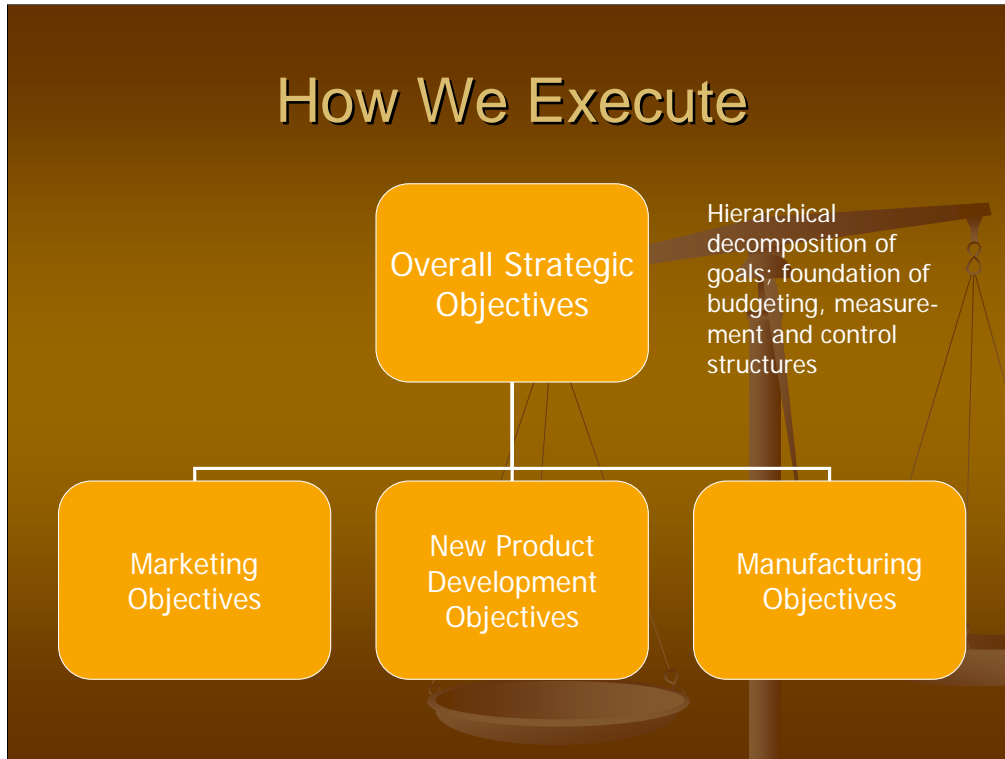 How We Execute
Overall Strategic
Objectives
Hierarchical
decomposition of
goals; foundation of
budgeting, measure-
ment and control
structures
Marketing
Objectives
New Product
Development
Objectives
Manufacturing
Objectives